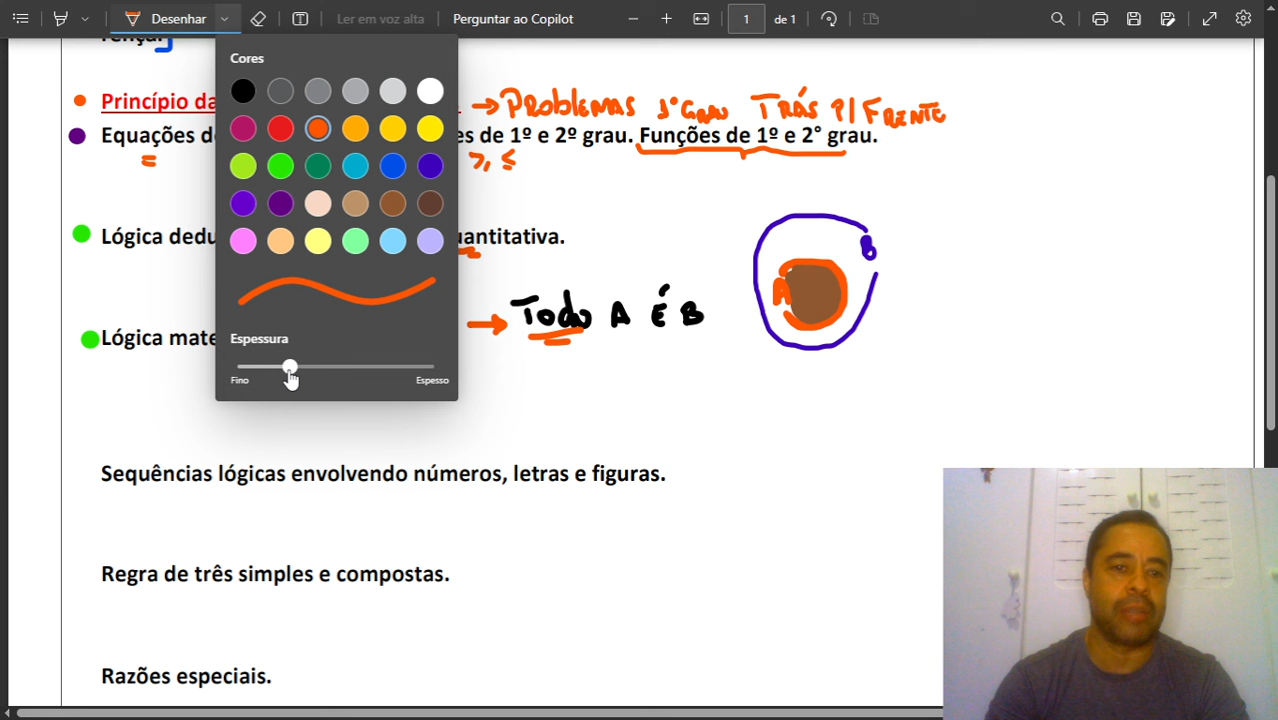 Desenhar
Ler em voz alta
Perguntar ao Copilot
1
de 1
Cores
Princípio da
→ PROBLEMAS 1º GRAU TRÁS P/ FRENTE
Equações de
s de 1º e 2º grau. Funções de 1º e 2° grau.
=
>, ≤
Lógica dedu
uantitativa.
B
A
→ Todo A É B
Lógica mate
Espessura
Fino
Espesso
Sequências lógicas envolvendo números, letras e figuras.
Regra de três simples e compostas.
Razões especiais.